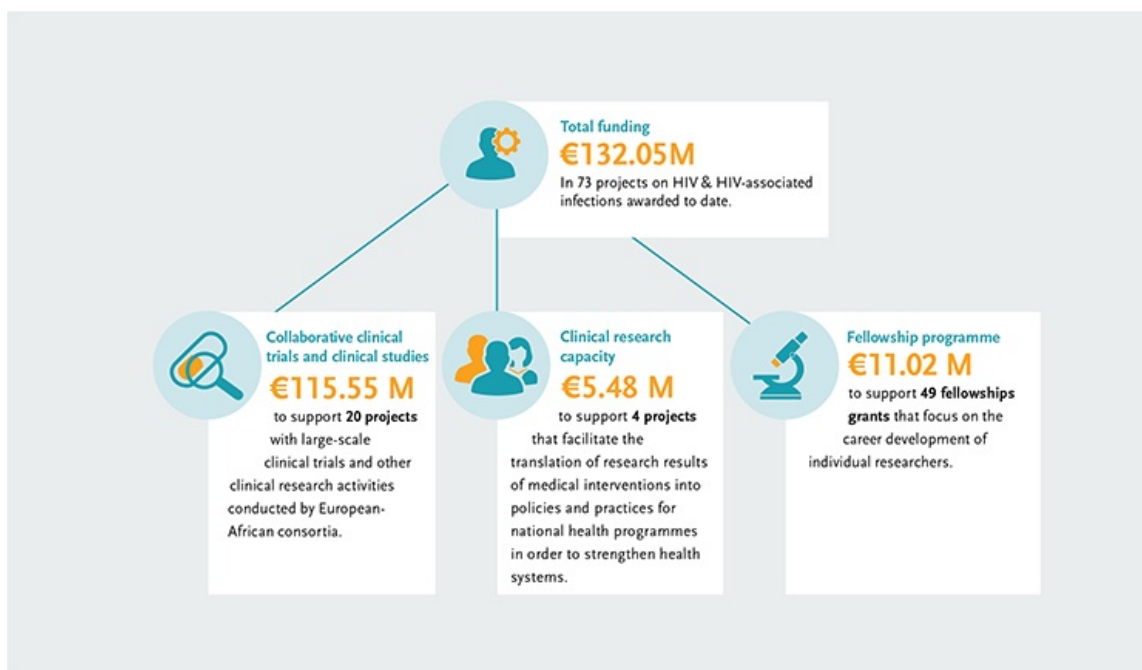 Total funding
€132.05M
In 73 projects on HIV & HIV-associated
infections awarded to date.
Collaborative clinical
trials and clinical studies
€115.55 M
to support 20 projects
with large-scale
clinical trials and other
clinical research activities
conducted by European-
African consortia.
Clinical research
capacity
€5.48 M
to support 4 projects
that facilitate the
translation of research results
of medical interventions into
policies and practices for
national health programmes
in order to strengthen health
systems.
Fellowship programme
€11.02 M
to support 49 fellowships
grants that focus on the
career development of
individual researchers.